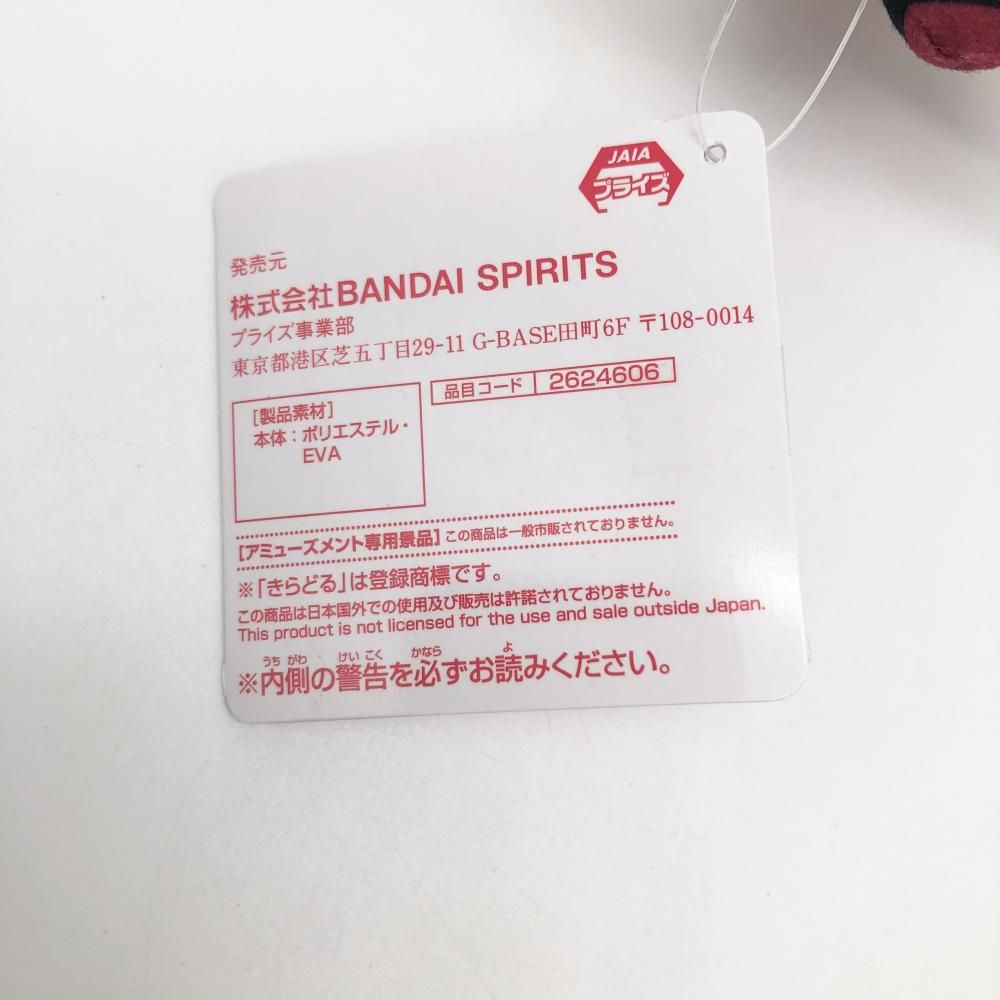 JAIA
プライズ
発売元
株式会社BANDAI SPIRITS
プライズ事業部
東京都港区芝五丁目29-11 G-BASE田町6F 〒108-0014
品目コード 2624606
[製品素材]
本体：ポリエステル・
EVA
[アミューズメント専用景品] この商品は一般市販されておりません。
※「きらどる」は登録商標です。
この商品は日本国外での使用及び販売は許諾されておりません。
This product is not licensed for the use and sale outside Japan.
うち がわ けい こく かなら よ
※内側の警告を必ずお読みください。